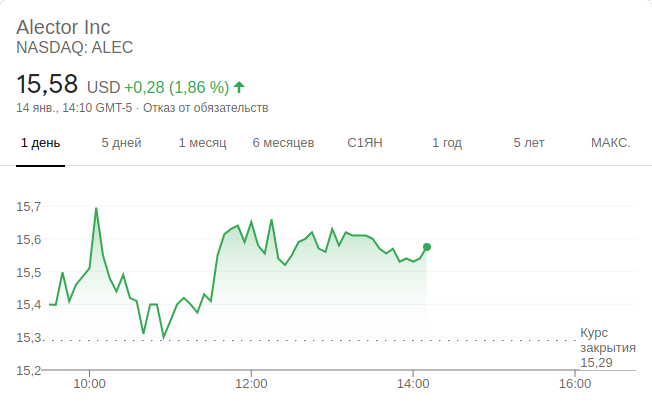 Alector Inc
NASDAQ: ALEC
15,58 USD +0,28 (1,86 %)
14 янв., 14:10 GMT-5 · Отказ от обязательств
1 день 5 дней 1 месяц 6 месяцев С1ЯН 1 год 5 лет МАКС.
15,7
15,6
15,5
15,4
15,3
15,2
Курс
закрытия
15,29
10:00 12:00 14:00 16:00